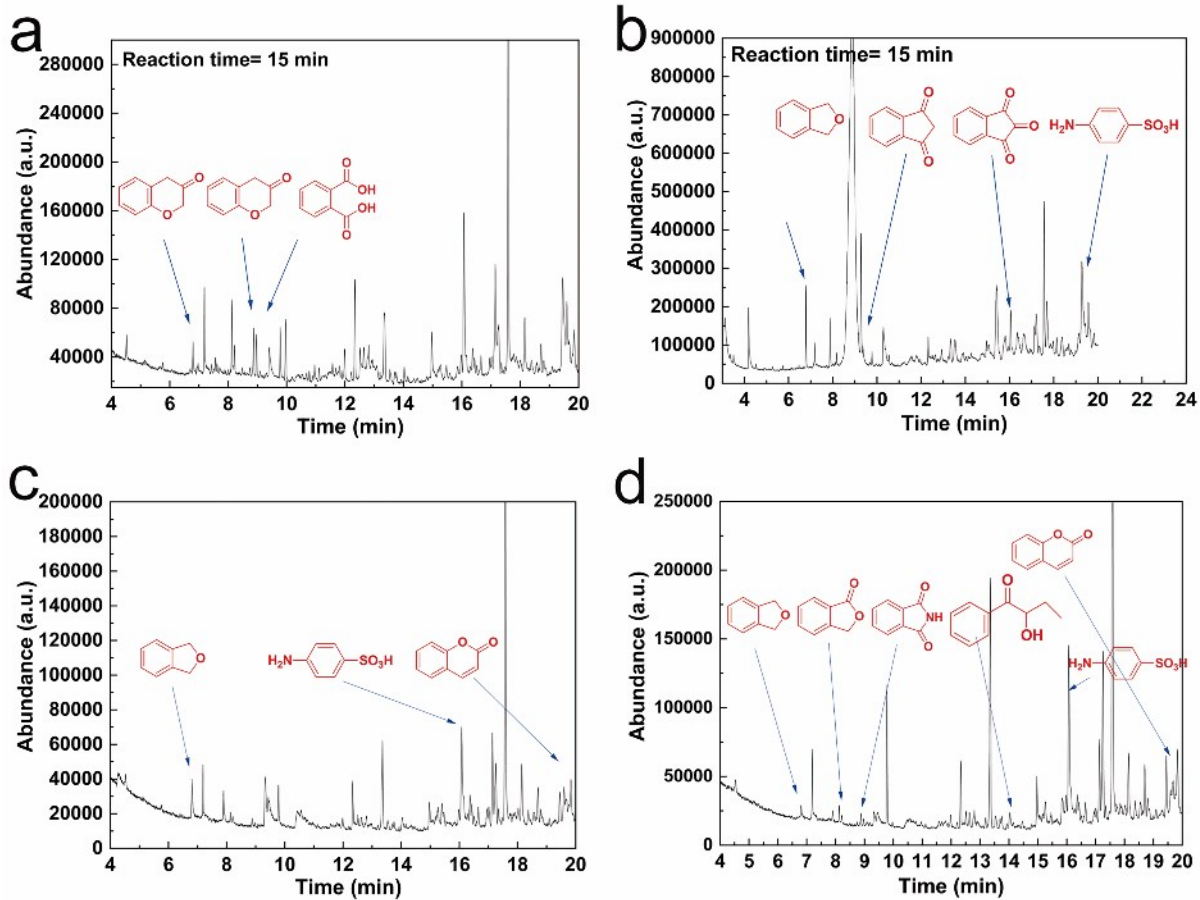 a
Reaction time= 15 min
Abundance (a.u.)
280000
240000
200000
160000
120000
80000
40000
O
O
O
O
O
OH
OH
O
4 6 8 10 12 14 16 18 20
Time (min)
b
Reaction time= 15 min
Abundance (a.u.)
900000
800000
700000
600000
500000
400000
300000
200000
100000
0
O
O
O
O
O
O
H₂N
SO₃H
4 6 8 10 12 14 16 18 20 22 24
Time (min)
c
Abundance (a.u.)
200000
180000
160000
140000
120000
100000
80000
60000
40000
20000
0
O
H₂N
SO₃H
O
O
4 6 8 10 12 14 16 18 20
Time (min)
d
Abundance (a.u.)
250000
200000
150000
100000
50000
0
O
O
O
O
O
NH
O
O
OH
O
O
H₂N
SO₃H
4 5 6 7 8 9 10 11 12 13 14 15 16 17 18 19 20
Time (min)